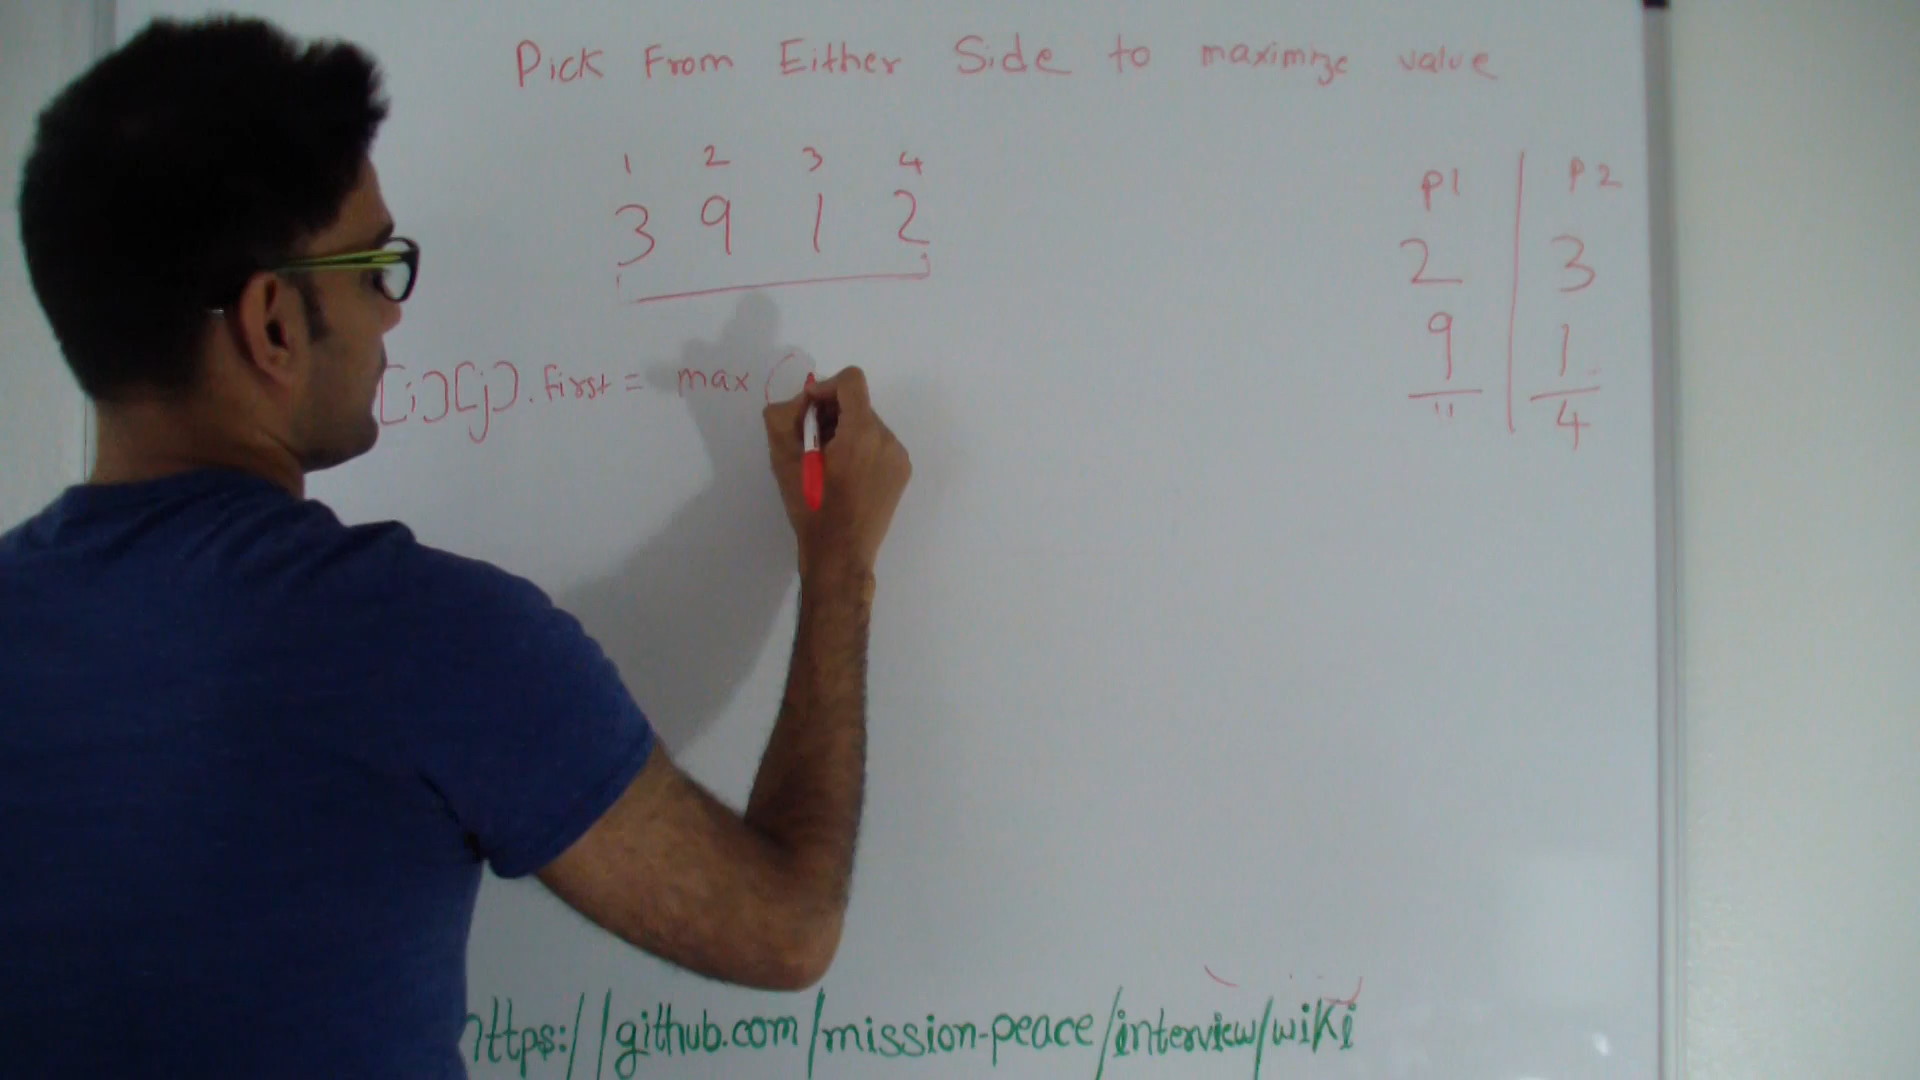 Pick From Either Side to maximize value
1 2 3 4
3 9 1 2
[i][j].first = max (
P1 P2
2 3
9 1
11 4
https://github.com/mission-peace/interview/wiki